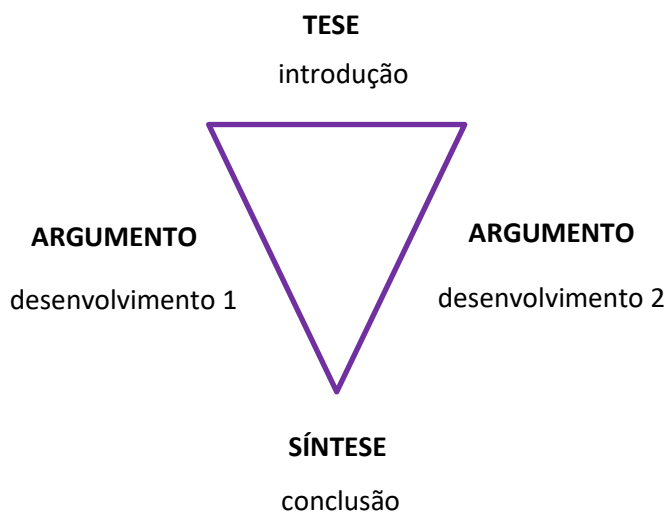 TESE
introdução
ARGUMENTO
desenvolvimento 1
ARGUMENTO
desenvolvimento 2
SÍNTESE
conclusão